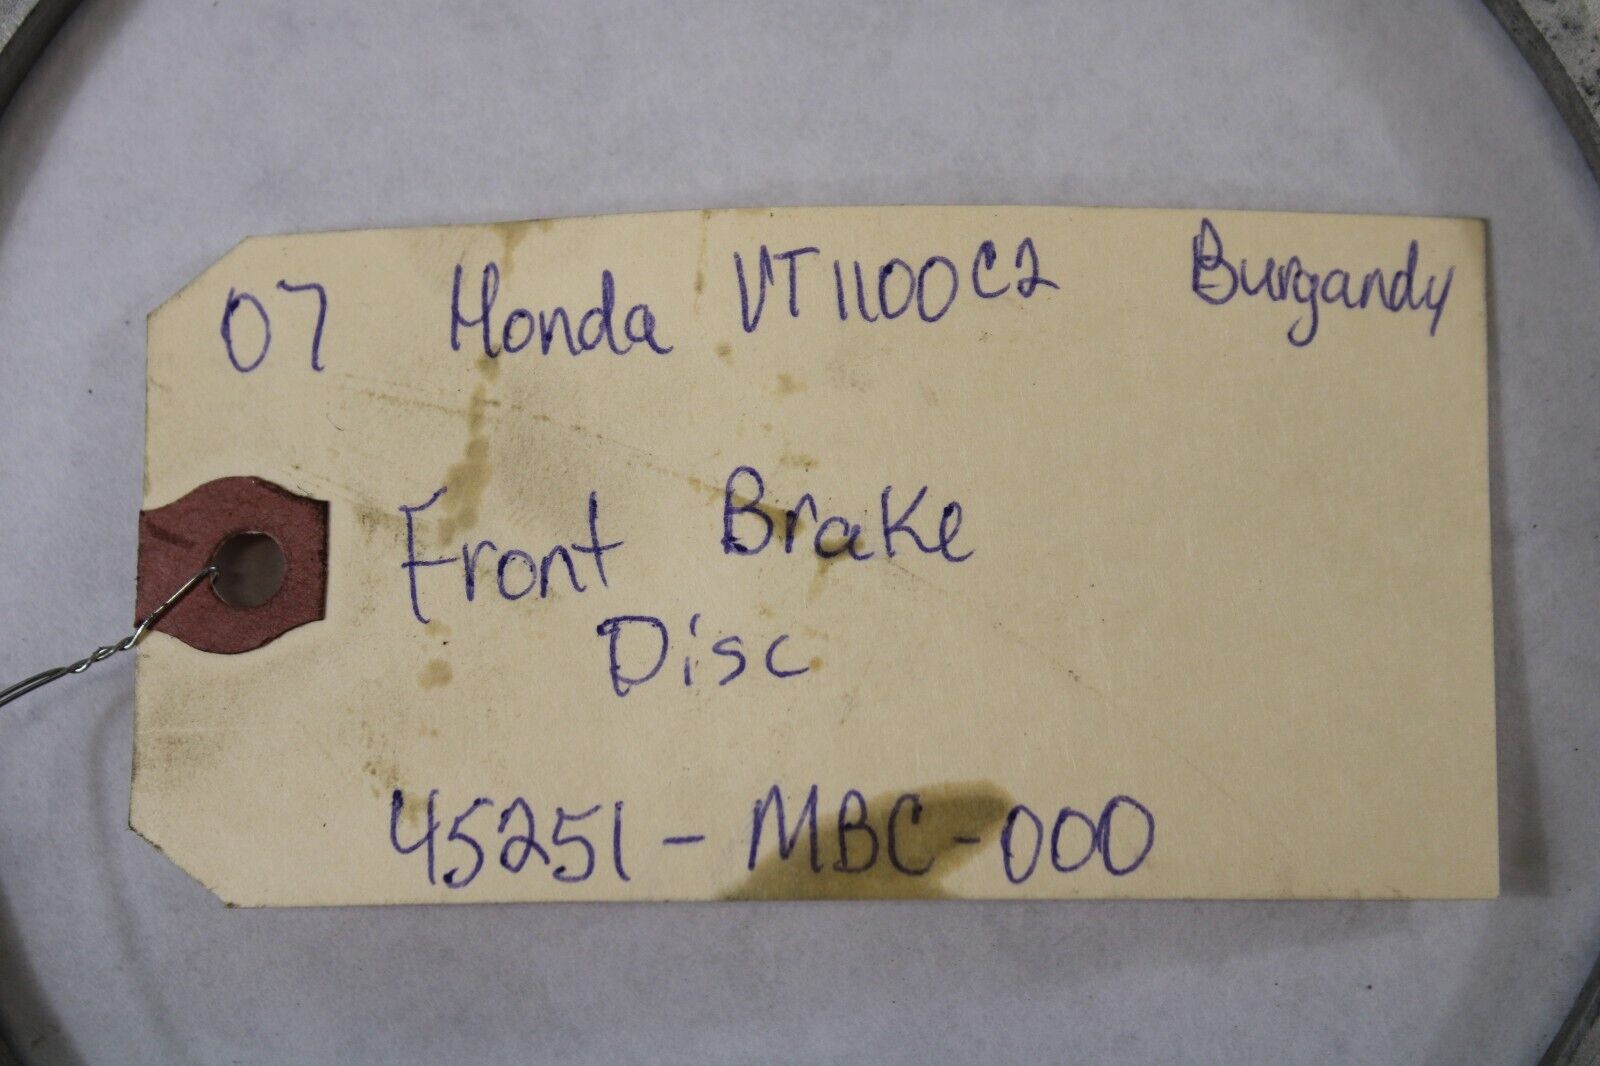 07 Honda VT1100C2 Burgandy
Front Brake
Disc
45251-MBC-000